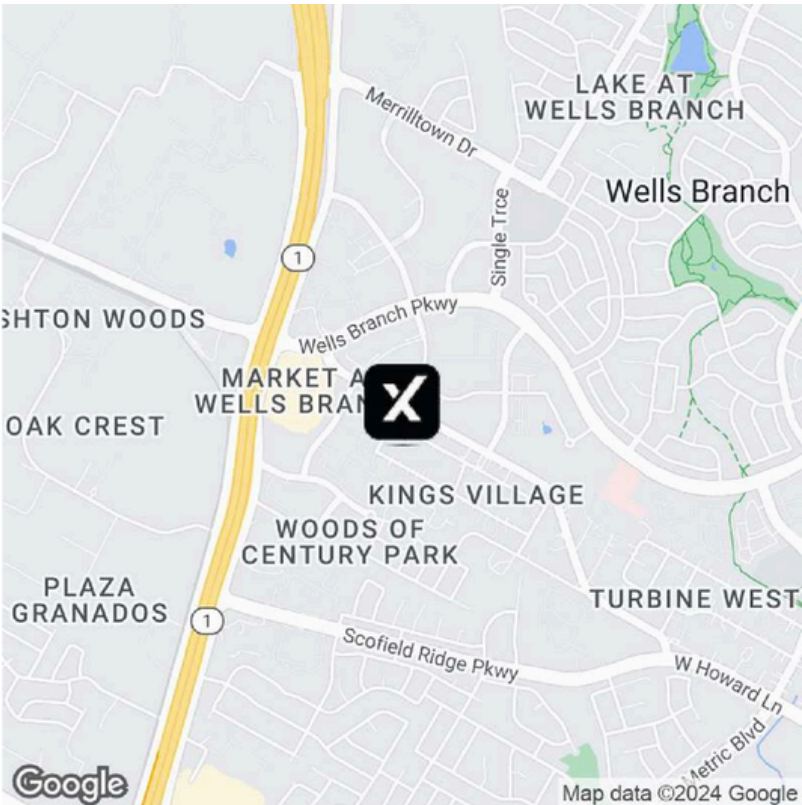 LAKE AT
WELLS BRANCH
Merrilltown Dr
Wells Branch
Single Trce
1
Wells Branch Pkwy
SHTON WOODS
MARKET A
WELLS BRAN
X
OAK CREST
KINGS VILLAGE
WOODS OF
CENTURY PARK
PLAZA
GRANADOS
TURBINE WEST
1
Scofield Ridge Pkwy
W Howard Ln
Metric Blvd
Google
Map data ©2024 Google